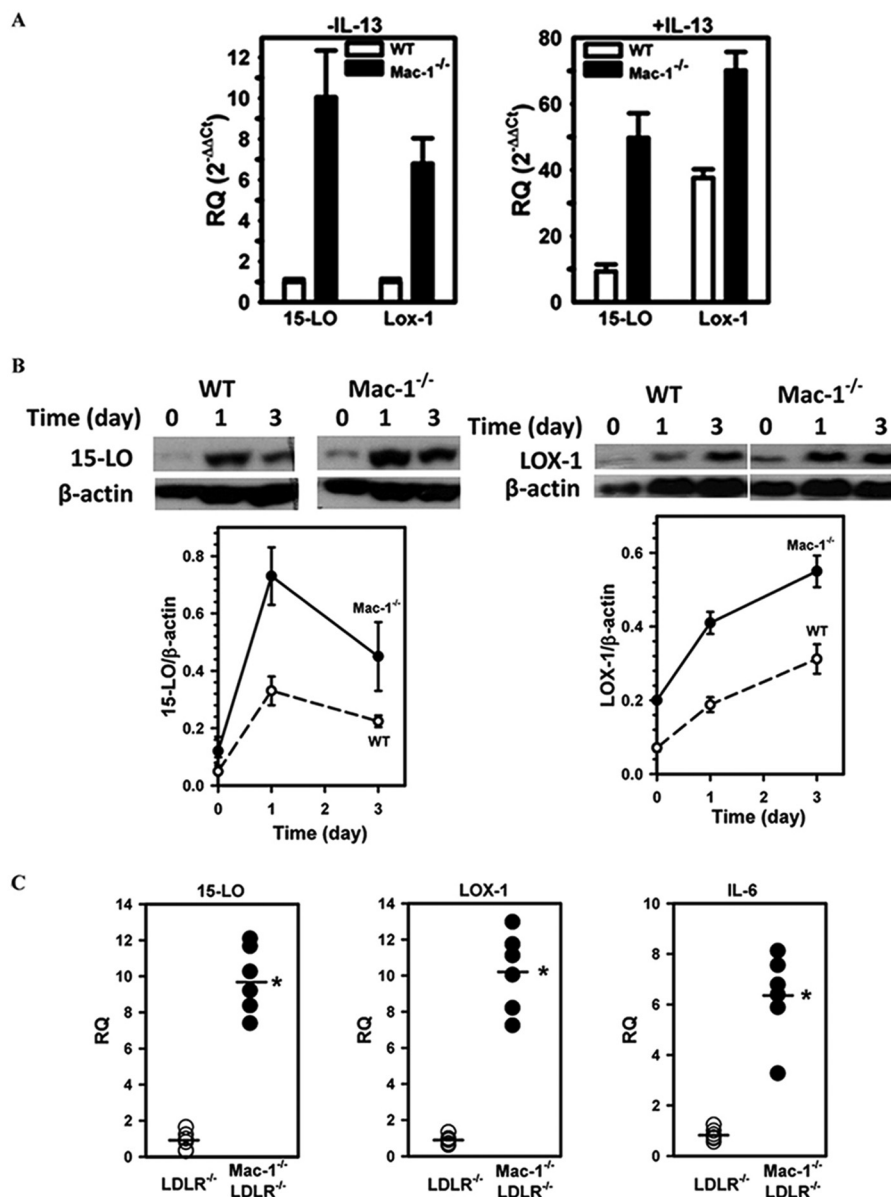 A
-IL-13
+IL-13
WT
Mac-1-/-
WT
Mac-1-/-
RQ (2-ΔΔCt)
12
10
8
6
4
2
0
15-LO Lox-1
RQ (2-ΔΔCt)
80
60
40
20
0
15-LO Lox-1
B
WT Mac-1-/-
Time (day) 0 1 3 0 1 3
15-LO
β-actin
WT Mac-1-/-
Time (day) 0 1 3 0 1 3
LOX-1
β-actin
15-LO/β-actin
0.8
0.6
0.4
0.2
0.0
Mac-1-/-
WT
0 1 2 3
Time (day)
LOX-1/β-actin
0.6
0.4
0.2
0.0
Mac-1-/-
WT
0 1 2 3
Time (day)
C
15-LO
RQ
14
12
10
8
6
4
2
0
*
LDLR-/- Mac-1-/-
LDLR-/-
LOX-1
RQ
14
12
10
8
6
4
2
0
*
LDLR-/- Mac-1-/-
LDLR-/-
IL-6
RQ
10
8
6
4
2
0
*
LDLR-/- Mac-1-/-
LDLR-/-